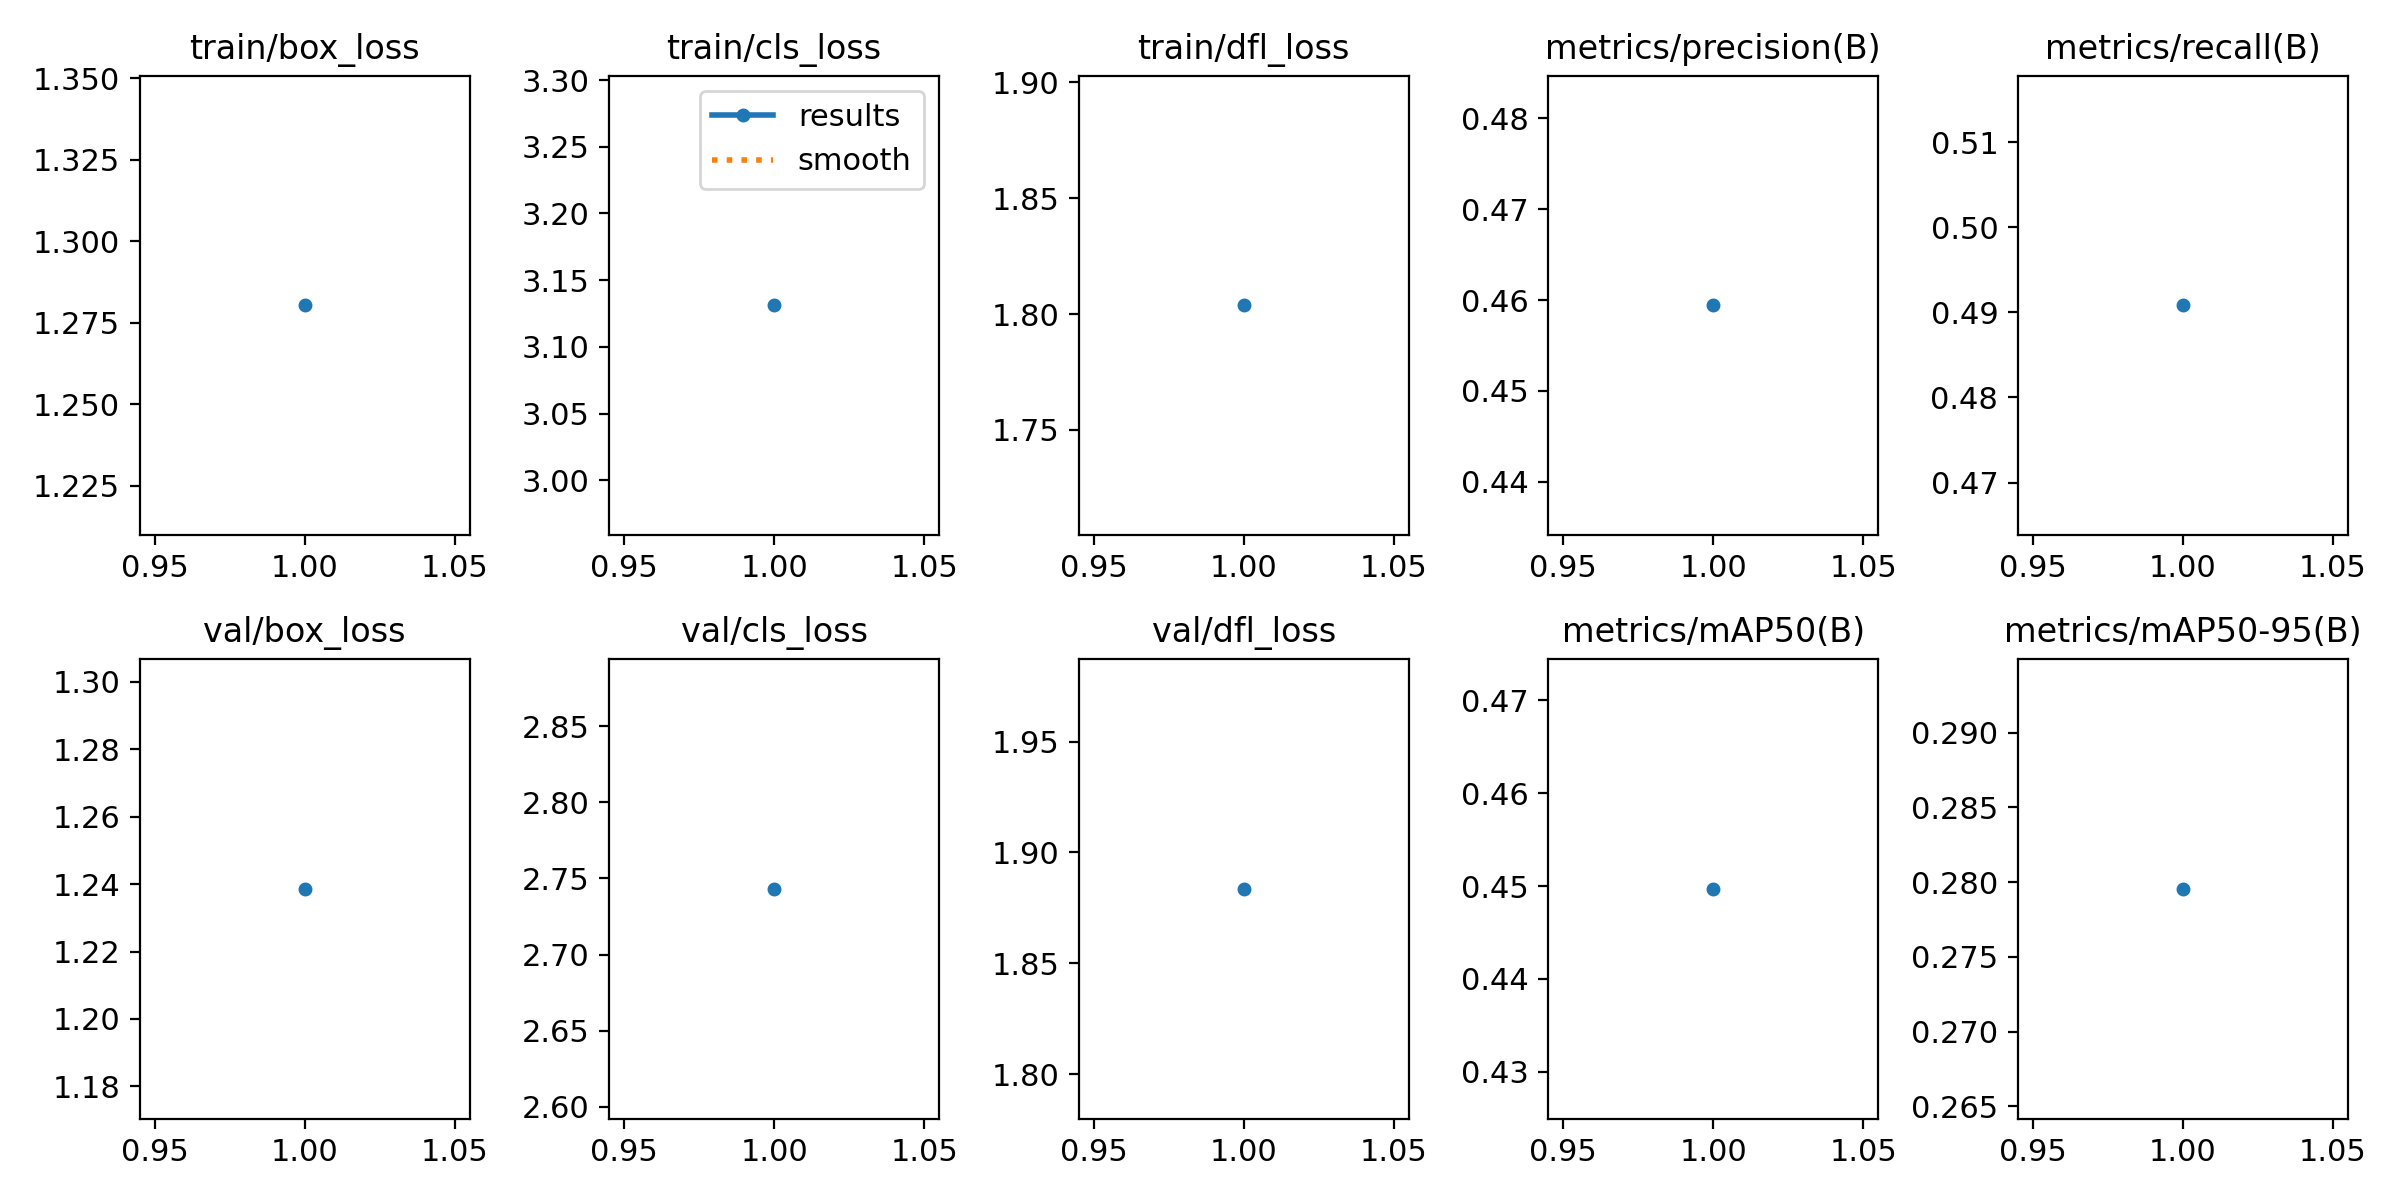 train/box_loss
1.350
1.325
1.300
1.275
1.250
1.225
0.95 1.00 1.05
train/cls_loss
results
smooth
3.30
3.25
3.20
3.15
3.10
3.05
3.00
0.95 1.00 1.05
train/dfl_loss
1.90
1.85
1.80
1.75
0.95 1.00 1.05
metrics/precision(B)
0.48
0.47
0.46
0.45
0.44
0.95 1.00 1.05
metrics/recall(B)
0.51
0.50
0.49
0.48
0.47
0.95 1.00 1.05
val/box_loss
1.30
1.28
1.26
1.24
1.22
1.20
1.18
0.95 1.00 1.05
val/cls_loss
2.85
2.80
2.75
2.70
2.65
2.60
0.95 1.00 1.05
val/dfl_loss
1.95
1.90
1.85
1.80
0.95 1.00 1.05
metrics/mAP50(B)
0.47
0.46
0.45
0.44
0.43
0.95 1.00 1.05
metrics/mAP50-95(B)
0.290
0.285
0.280
0.275
0.270
0.265
0.95 1.00 1.05